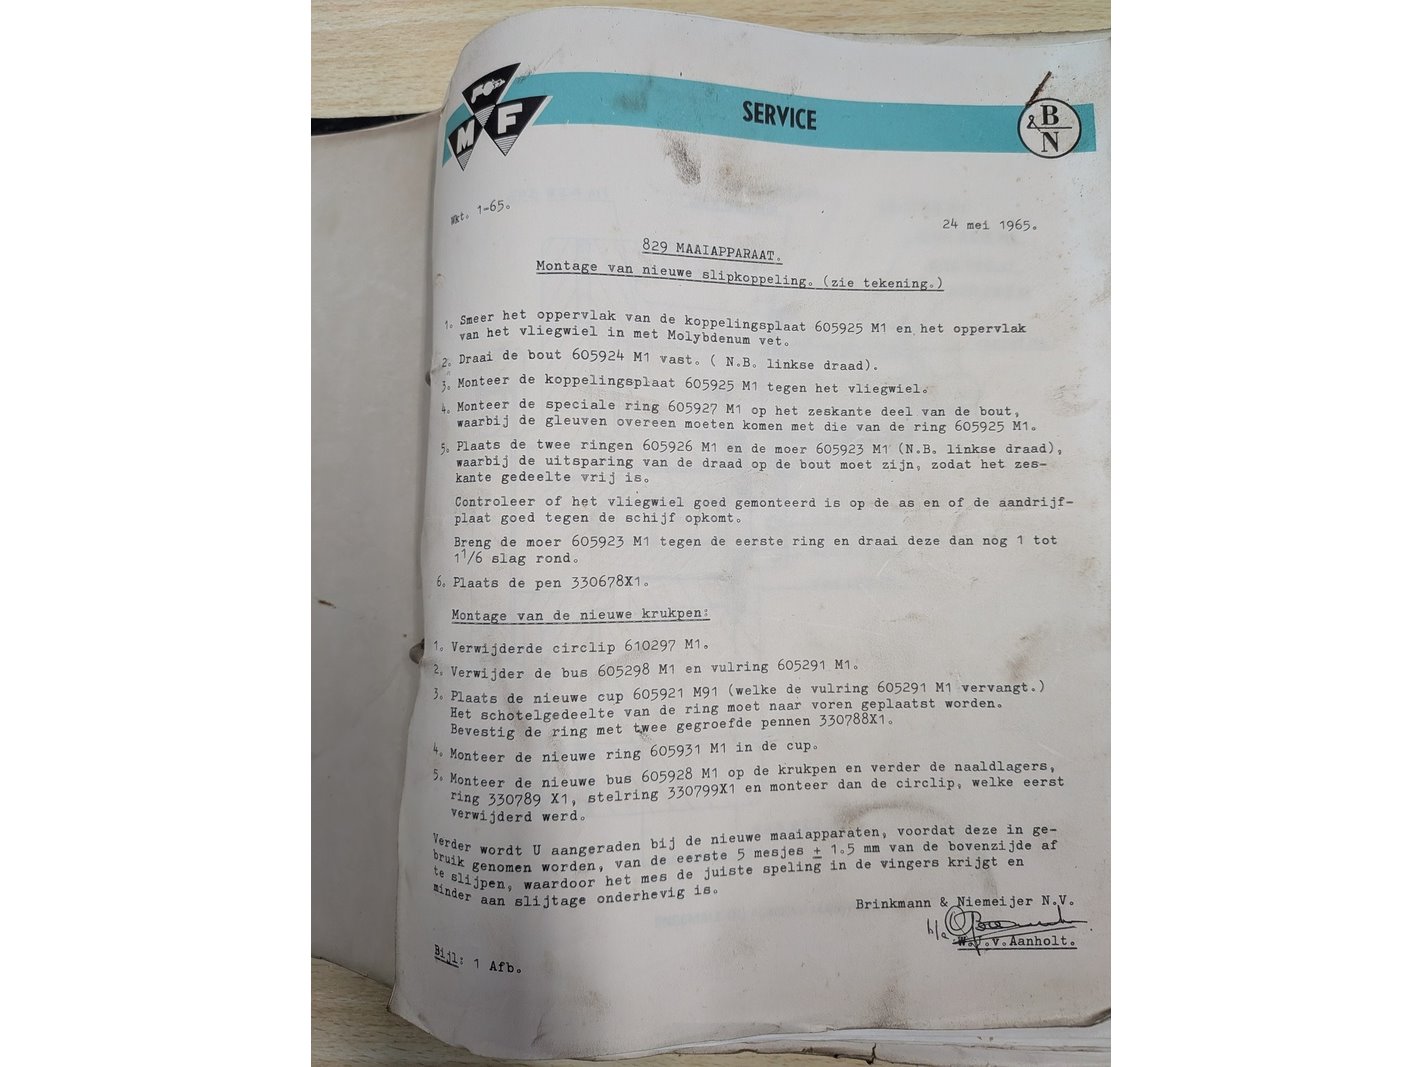 MF
SERVICE
B
&
N
Wkt. 1-65.
24 mei 1965.
829 MAAIAPPARAAT.
Montage van nieuwe slipkoppeling. (zie tekening.)
1. Smeer het oppervlak van de koppelingsplaat 605925 M1 en het oppervlak
van het vliegwiel in met Molybdenum vet.
2. Draai de bout 605924 M1 vast. ( N.B. linkse draad).
3. Monteer de koppelingsplaat 605925 M1 tegen het vliegwiel.
4. Monteer de speciale ring 605927 M1 op het zeskante deel van de bout,
waarbij de gleuven overeen moeten komen met die van de ring 605925 M1.
5. Plaats de twee ringen 605926 M1 en de moer 605923 M1 (N.B. linkse draad),
waarbij de uitsparing van de draad op de bout moet zijn, zodat het zes-
kante gedeelte vrij is.
Controleer of het vliegwiel goed gemonteerd is op de as en of de aandrijf-
plaat goed tegen de schijf opkomt.
Breng de moer 605923 M1 tegen de eerste ring en draai deze dan nog 1 tot
1 1/6 slag rond.
6. Plaats de pen 330678X1.
Montage van de nieuwe krukpen:
1. Verwijderde circlip 610297 M1.
2. Verwijder de bus 605298 M1 en vulring 605291 M1.
3. Plaats de nieuwe cup 605921 M91 (welke de vulring 605291 M1 vervangt.)
Het schotelgedeelte van de ring moet naar voren geplaatst worden.
Bevestig de ring met twee gegroefde pennen 330788X1.
4. Monteer de nieuwe ring 605931 M1 in de cup.
5. Monteer de nieuwe bus 605928 M1 op de krukpen en verder de naaldlagers,
ring 330789 X1, stelring 330799X1 en monteer dan de circlip, welke eerst
verwijderd werd.
Verder wordt U aangeraden bij de nieuwe maaiapparaten, voordat deze in ge-
bruik genomen worden, van de eerste 5 mesjes ± 1.5 mm van de bovenzijde af
te slijpen, waardoor het mes de juiste speling in de vingers krijgt en
minder aan slijtage onderhevig is.
Brinkmann & Niemeijer N.V.
b/a
W.J.v.Aanholt.
Bijl: 1 Afb.